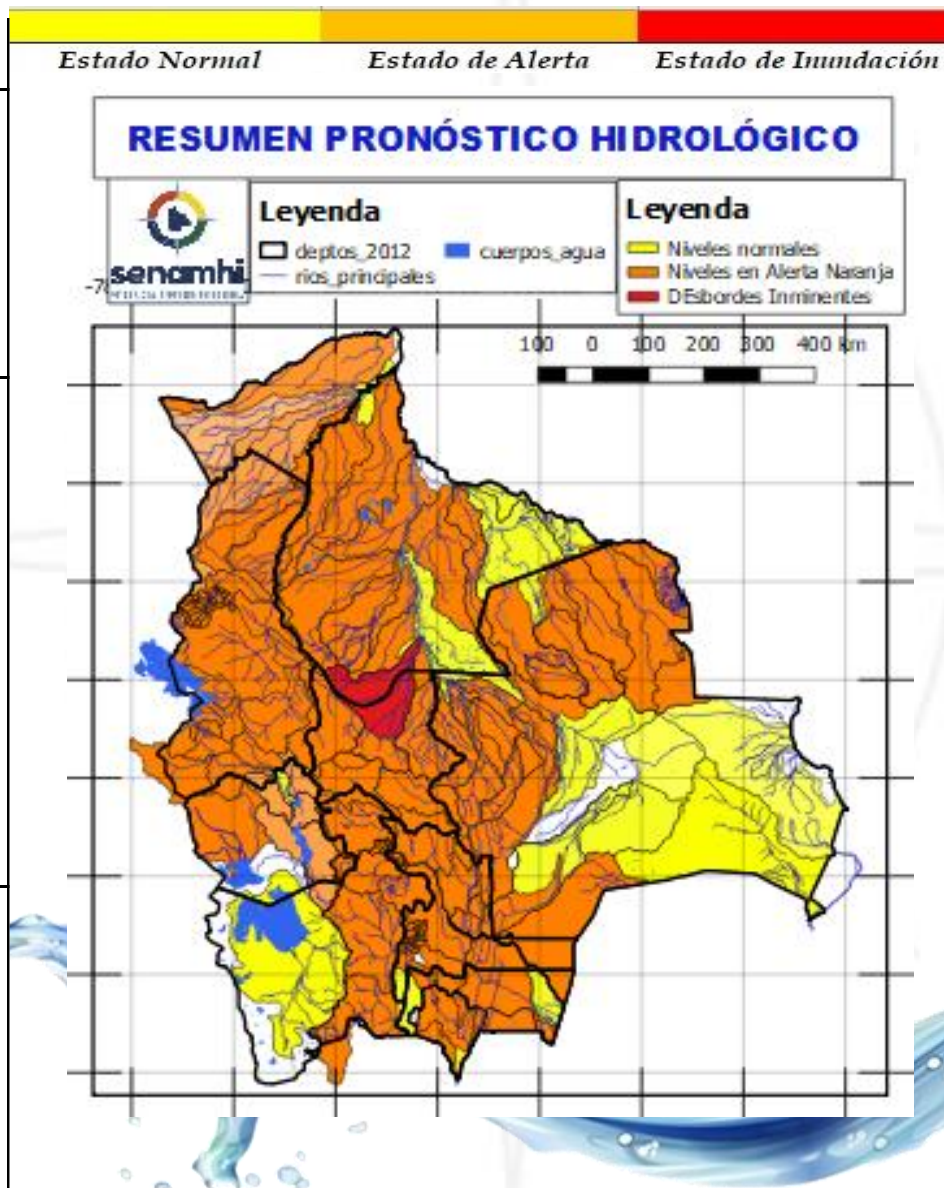 Estado Normal Estado de Alerta Estado de Inundación
RESUMEN PRONÓSTICO HIDROLÓGICO
senamhi
Leyenda
deptos_2012 cuerpos_agua
rios_principales
Leyenda
Niveles normales
Niveles en Alerta Naranja
DEsbordes Inminentes
100 0 100 200 300 400 km